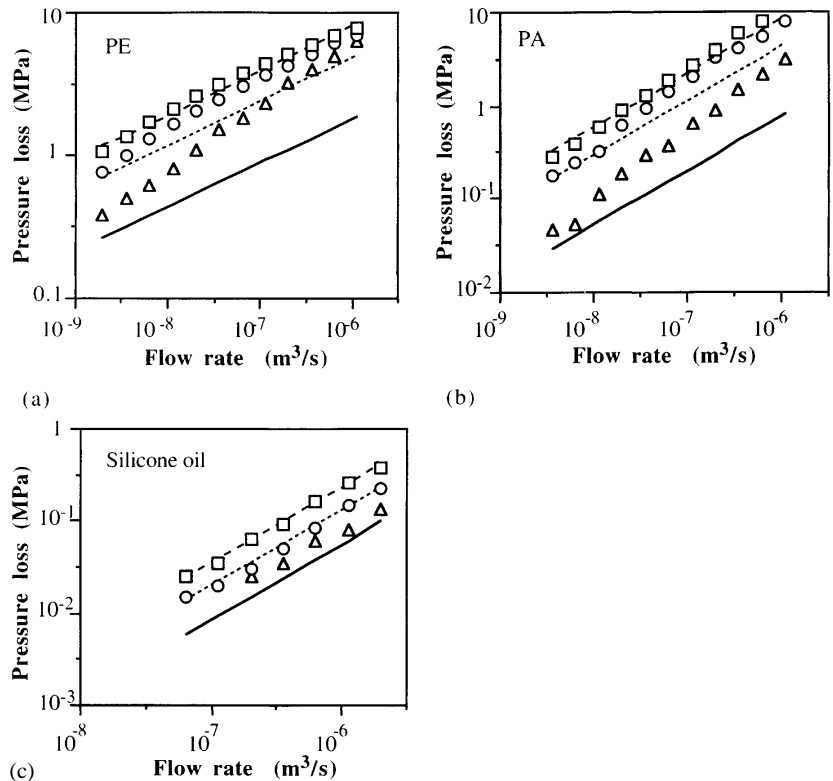 10
PE
1
0.1
Pressure loss (MPa)
10-9
10-8
10-7
10-6
Flow rate (m3/s)
(a)
10
PA
1
10-1
10-2
Pressure loss (MPa)
10-9
10-8
10-7
10-6
Flow rate (m3/s)
(b)
1
Silicone oil
10-1
10-2
10-3
Pressure loss (MPa)
10-8
10-7
10-6
Flow rate (m3/s)
(c)